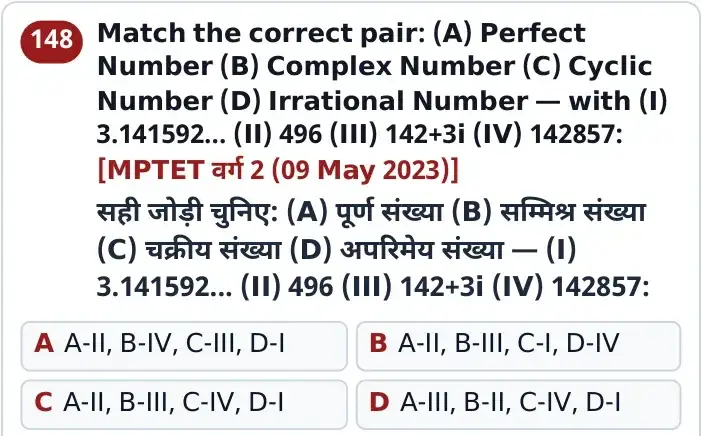 148 Match the correct pair: (A) Perfect
Number (B) Complex Number (C) Cyclic
Number (D) Irrational Number — with (I)
3.141592... (II) 496 (III) 142+3i (IV) 142857:
[MPTET वर्ग 2 (09 May 2023)]
सही जोड़ी चुनिए: (A) पूर्ण संख्या (B) सम्मिश्र संख्या
(C) चक्रीय संख्या (D) अपरिमेय संख्या — (I)
3.141592... (II) 496 (III) 142+3i (IV) 142857:
A A-II, B-IV, C-III, D-I
B A-II, B-III, C-I, D-IV
C A-II, B-III, C-IV, D-I
D A-III, B-II, C-IV, D-I